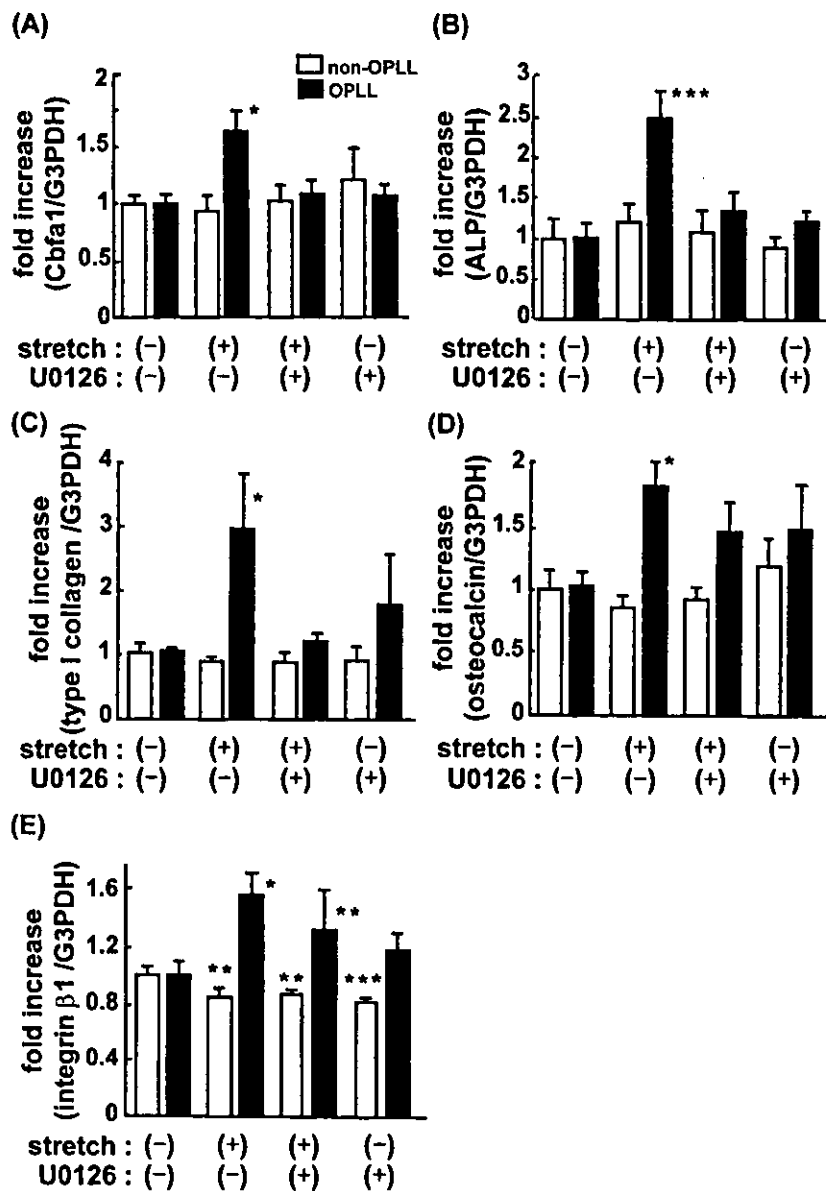 (A)
fold increase
(Cbfa1/G3PDH)
2
1.5
1
0.5
0
non-OPLL
OPLL
*
stretch : (−) (+) (+) (−)
U0126 : (−) (−) (+) (+)
(B)
fold increase
(ALP/G3PDH)
3
2.5
2
1.5
1
0.5
0
***
stretch : (−) (+) (+) (−)
U0126 : (−) (−) (+) (+)
(C)
fold increase
(type I collagen /G3PDH)
4
3
2
1
0
*
stretch : (−) (+) (+) (−)
U0126 : (−) (−) (+) (+)
(D)
fold increase
(osteocalcin/G3PDH)
2
1.5
1
0.5
0
*
stretch : (−) (+) (+) (−)
U0126 : (−) (−) (+) (+)
(E)
fold increase
(integrin β1 /G3PDH)
1.6
1.2
0.8
0.4
0
** * ** ** ***
stretch : (−) (+) (+) (−)
U0126 : (−) (−) (+) (+)